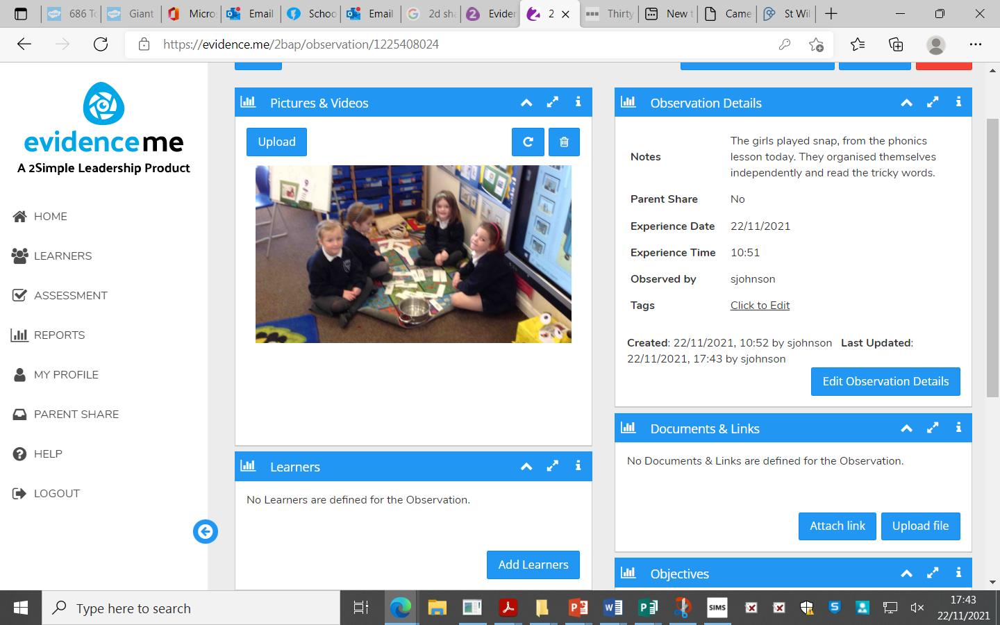 686 To
Giant
Micro
Email
Schoo
Email
2d sha
Eviden
2
Thirty
New t
Came
St Wil
https://evidence.me/2bap/observation/1225408024
evidenceme
A 2Simple Leadership Product
HOME
LEARNERS
ASSESSMENT
REPORTS
MY PROFILE
PARENT SHARE
HELP
LOGOUT
Pictures & Videos
Upload
Learners
No Learners are defined for the Observation.
Add Learners
Observation Details
Notes The girls played snap, from the phonics
lesson today. They organised themselves
independently and read the tricky words.
Parent Share No
Experience Date 22/11/2021
Experience Time 10:51
Observed by sjohnson
Tags Click to Edit
Created: 22/11/2021, 10:52 by sjohnson Last Updated:
22/11/2021, 17:43 by sjohnson
Edit Observation Details
Documents & Links
No Documents & Links are defined for the Observation.
Attach link Upload file
Objectives
Type here to search
SIMS
17:43
22/11/2021